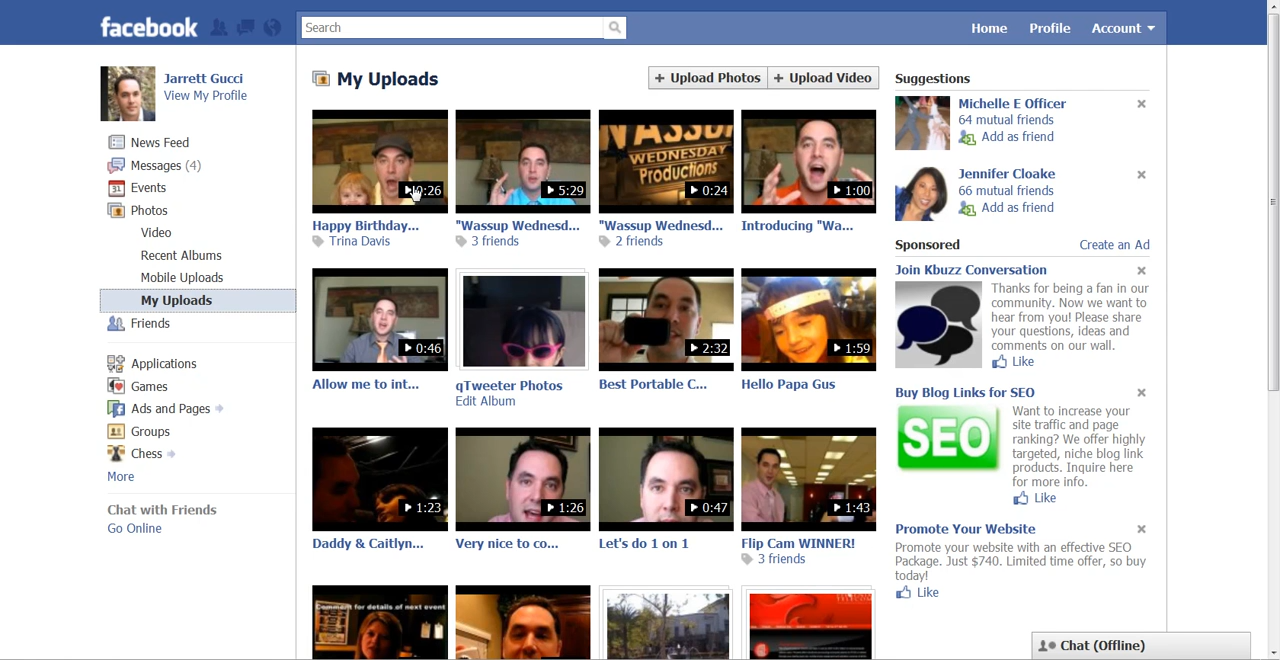 facebook
Search
Home Profile Account
Jarrett Gucci
View My Profile
News Feed
Messages (4)
31 Events
Photos
Video
Recent Albums
Mobile Uploads
My Uploads
Friends
Applications
Games
Ads and Pages
Groups
Chess
More
Chat with Friends
Go Online
My Uploads
+ Upload Photos + Upload Video
0:26 5:29 0:24 1:00
WASSUP
WEDNESDAY
Productions
Happy Birthday... "Wassup Wednesd... "Wassup Wednesd... Introducing "Wa...
Trina Davis 3 friends 2 friends
0:46 2:32 1:59
Allow me to int... qTweeter Photos Best Portable C... Hello Papa Gus
Edit Album
1:23 1:26 0:47 1:43
Daddy & Caitlyn... Very nice to co... Let's do 1 on 1 Flip Cam WINNER!
3 friends
Comment for details of next event
Suggestions
Michelle E Officer
64 mutual friends
Add as friend
Jennifer Cloake
66 mutual friends
Add as friend
Sponsored Create an Ad
Join Kbuzz Conversation
Thanks for being a fan in our
community. Now we want to
hear from you! Please share
your questions, ideas and
comments on our wall.
Like
Buy Blog Links for SEO
SEO
Want to increase your
site traffic and page
ranking? We offer highly
targeted, niche blog link
products. Inquire here
for more info.
Like
Promote Your Website
Promote your website with an effective SEO
Package. Just $740. Limited time offer, so buy
today!
Like
Chat (Offline)